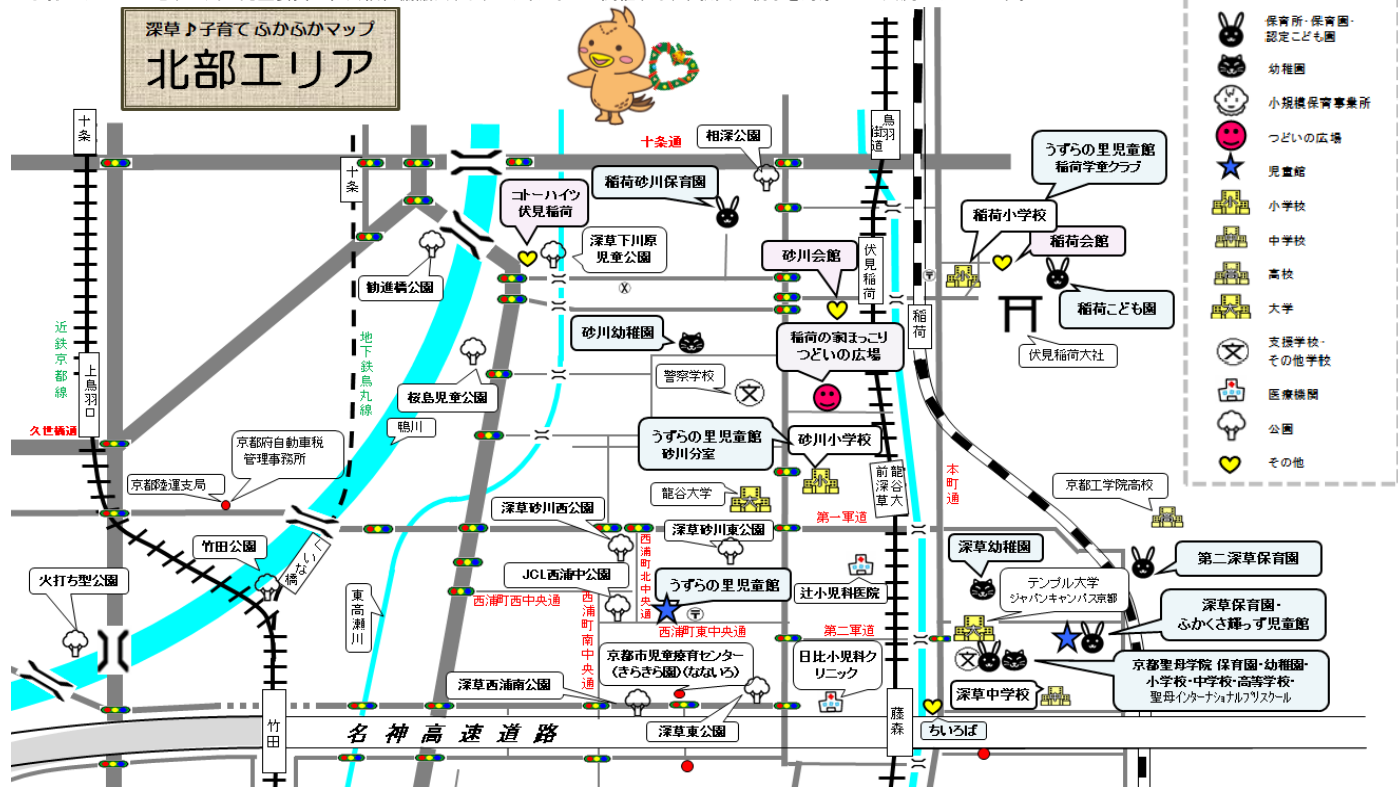 深草♪子育てふかふかマップ
北部エリア
保育所・保育園・
認定こども園
幼稚園
小規模保育事業所
つどいの広場
児童館
小学校
中学校
高校
大学
支援学校・
その他学校
医療機関
公園
その他
十条
十条
鳥羽
街道
十条通
相深公園
うずらの里児童館
稲荷学童クラブ
稲荷砂川保育園
コトーハイツ
伏見稲荷
稲荷小学校
稲荷会館
深草下川原
児童公園
砂川会館
伏見稲荷
勧進橋公園
稲荷こども園
稲荷
砂川幼稚園
稲荷の家ほっこり
つどいの広場
伏見稲荷大社
近鉄京都線
地下鉄烏丸線
上鳥羽口
警察学校
桜島児童公園
鴨川
久世橋通
京都府自動車税
管理事務所
うずらの里児童館
砂川分室
砂川小学校
龍谷大
前深草
本町通
京都陸運支局
龍谷大学
京都工学院高校
深草砂川西公園
第一軍道
深草砂川東公園
竹田公園
くいな橋
西浦町北中央通
深草幼稚園
第二深草保育園
火打ち型公園
JCL西浦中公園
うずらの里児童館
辻小児科医院
テンプル大学
ジャパンキャンパス京都
東高瀬川
西浦町西中央通
西浦町南中央通
西浦町東中央通
第二軍道
深草保育園・
ふかくさ輝っず児童館
京都市児童療育センター
(きらきら園)(なないろ)
日比小児科ク
リニック
京都聖母学院 保育園・幼稚園・
小学校・中学校・高等学校・
聖母インターナショナルプリスクール
深草西浦南公園
深草中学校
竹田
藤森
名神高速道路
深草東公園
ちいろば